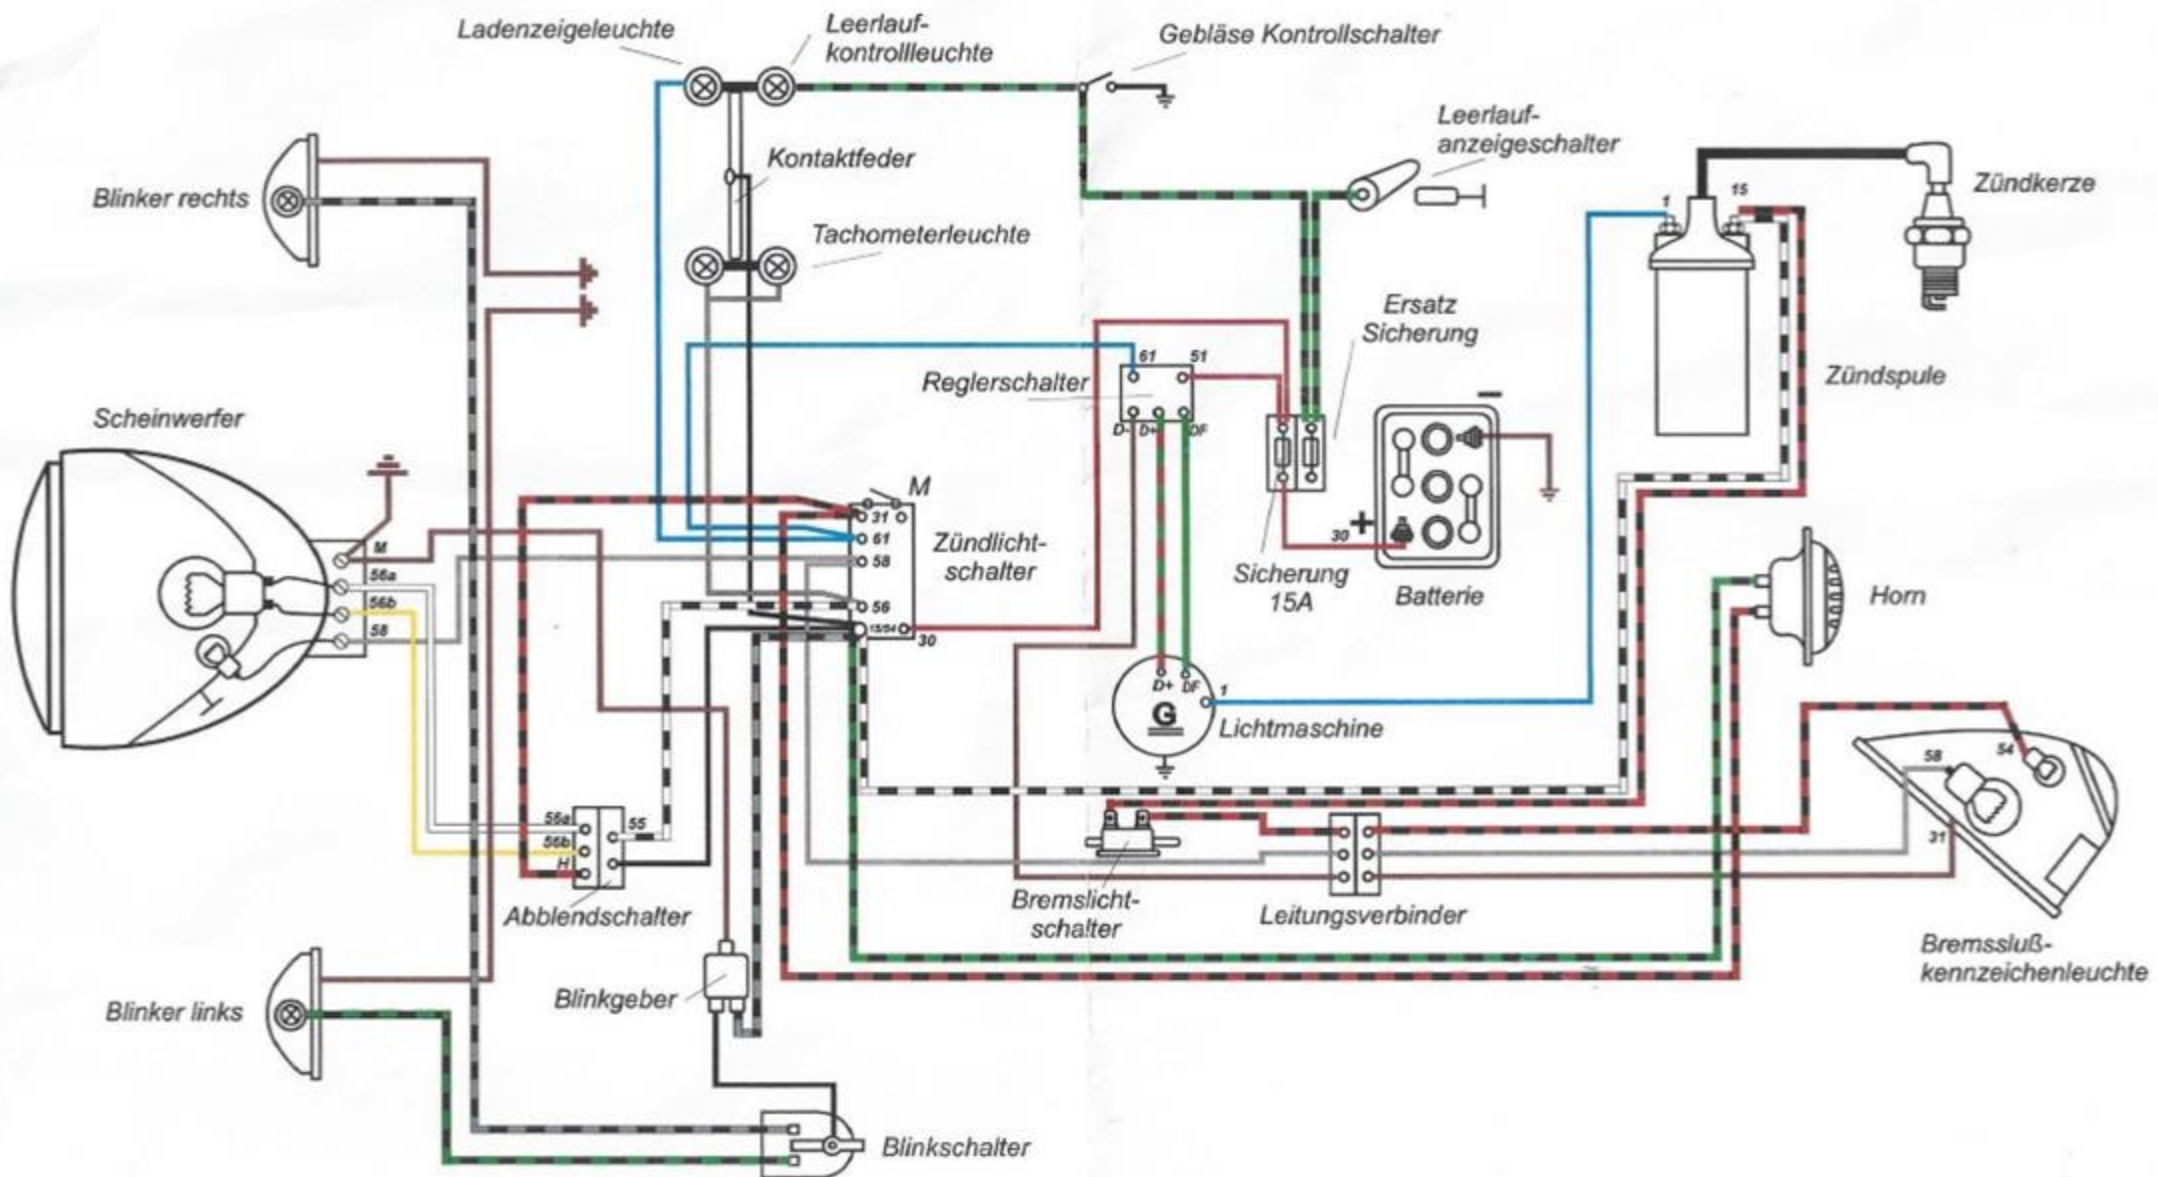 Ladenzeigeleuchte
Leerlauf-
kontrollleuchte
Gebläse Kontrollschalter
Leerlauf-
anzeigeschalter
Kontaktfeder
Blinker rechts
Zündkerze
1
15
Tachometerleuchte
Ersatz
Sicherung
61
51
Reglerschalter
Zündspule
D-
D+
DF
Scheinwerfer
−
M
31
61
58
56
15/54
30
Zündlicht-
schalter
30
+
Sicherung
15A
Batterie
Horn
M
56a
56b
58
D+
DF
1
G
Lichtmaschine
58
54
31
56a
56b
H
55
Abblendschalter
Bremslicht-
schalter
Leitungsverbinder
Bremssluß-
kennzeichenleuchte
Blinkgeber
Blinker links
Blinkschalter